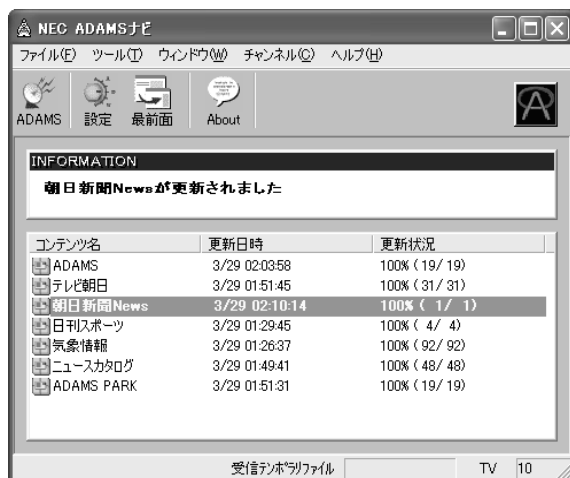 NEC ADAMSナビ
ファイル(F) ツール(T) ウィンドウ(W) チャンネル(C) ヘルプ(H)
ADAMS 設定 最前面 About
INFORMATION
朝日新聞Newsが更新されました
コンテンツ名 更新日時 更新状況
ADAMS 3/29 02:03:58 100% ( 19/ 19)
テレビ朝日 3/29 01:51:45 100% ( 31/ 31)
朝日新聞News 3/29 02:10:14 100% ( 1/ 1)
日刊スポーツ 3/29 01:29:45 100% ( 4/ 4)
気象情報 3/29 01:26:37 100% ( 92/ 92)
ニュースカタログ 3/29 01:49:41 100% ( 48/ 48)
ADAMS PARK 3/29 01:51:31 100% ( 19/ 19)
受信テンポラリファイル TV 10